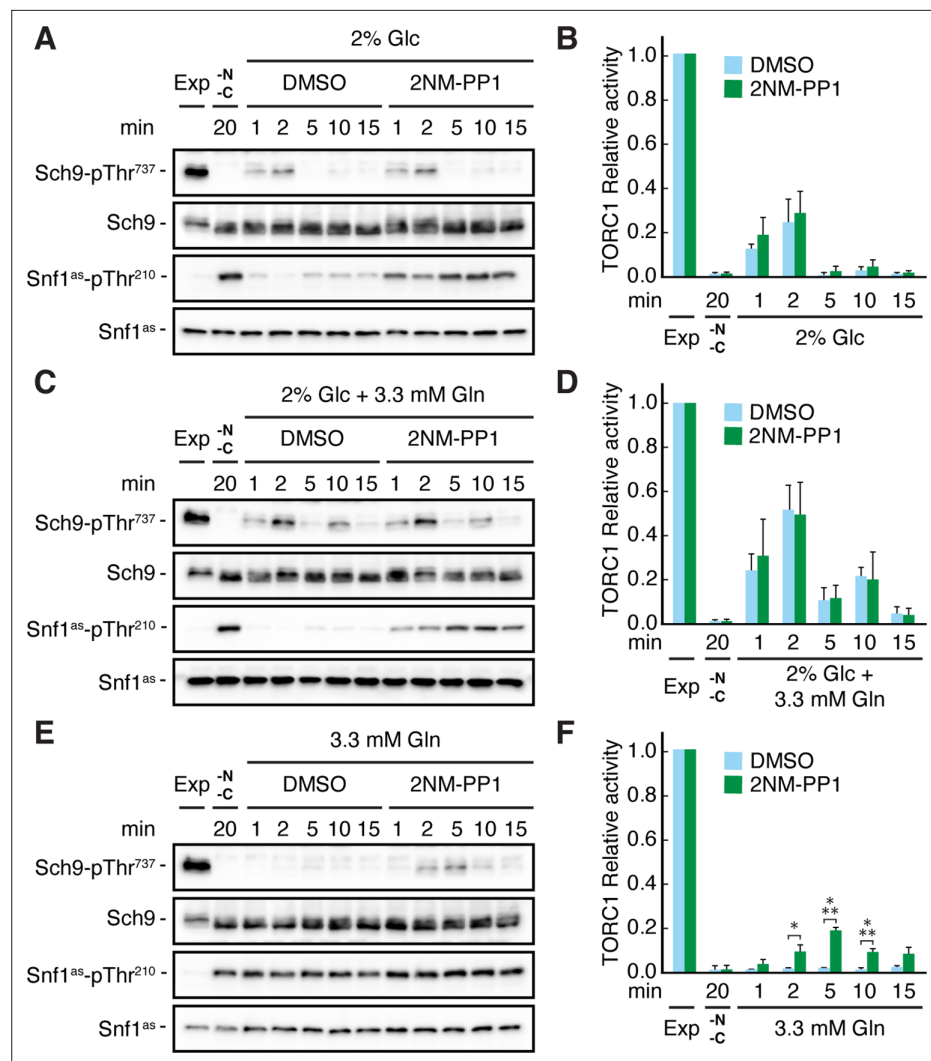 A
2% Glc
Exp -N -C DMSO 2NM-PP1
min 20 1 2 5 10 15 1 2 5 10 15
Sch9-pThr⁷³⁷
Sch9
Snf1ᵃˢ-pThr²¹⁰
Snf1ᵃˢ
B
TORC1 Relative activity
1.0
0.8
0.6
0.4
0.2
0.0
DMSO
2NM-PP1
min 20 1 2 5 10 15
Exp -N -C 2% Glc
C
2% Glc + 3.3 mM Gln
Exp -N -C DMSO 2NM-PP1
min 20 1 2 5 10 15 1 2 5 10 15
Sch9-pThr⁷³⁷
Sch9
Snf1ᵃˢ-pThr²¹⁰
Snf1ᵃˢ
D
TORC1 Relative activity
1.0
0.8
0.6
0.4
0.2
0.0
DMSO
2NM-PP1
min 20 1 2 5 10 15
Exp -N -C 2% Glc +
3.3 mM Gln
E
3.3 mM Gln
Exp -N -C DMSO 2NM-PP1
min 20 1 2 5 10 15 1 2 5 10 15
Sch9-pThr⁷³⁷
Sch9
Snf1ᵃˢ-pThr²¹⁰
Snf1ᵃˢ
F
TORC1 Relative activity
1.0
0.8
0.6
0.4
0.2
0.0
DMSO
2NM-PP1
* * *
** **
min 20 1 2 5 10 15
Exp -N -C 3.3 mM Gln